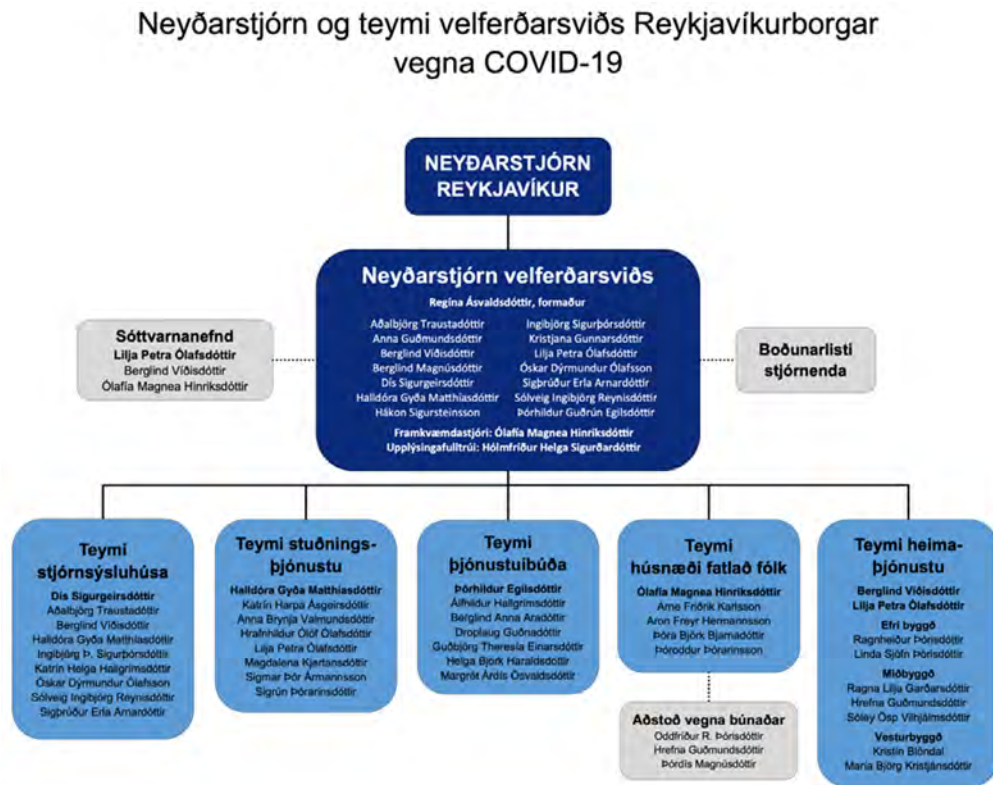 Neyðarstjórn og teymi velferðarsviðs Reykjavíkurborgar
vegna COVID-19
NEYÐARSTJÓRN
REYKJAVÍKUR
Neyðarstjórn velferðarsviðs
Regína Ásvaldsdóttir, formaður
Aðalbjörg Traustadóttir
Anna Guðmundsdóttir
Berglind Víðisdóttir
Berglind Magnúsdóttir
Dís Sigurgeirsdóttir
Halldóra Gyða Matthíasdóttir
Hákon Sigursteinsson
Ingibjörg Sigurþórsdóttir
Kristjana Gunnarsdóttir
Lilja Petra Ólafsdóttir
Óskar Dýrmundur Ólafsson
Sigþrúður Erla Arnardóttir
Sólveig Ingibjörg Reynisdóttir
Þórhildur Guðrún Egilsdóttir
Framkvæmdastjóri: Ólafía Magnea Hinriksdóttir
Upplýsingafulltrúi: Hólmfríður Helga Sigurðardóttir
Sóttvarnanefnd
Lilja Petra Ólafsdóttir
Berglind Víðisdóttir
Ólafía Magnea Hinriksdóttir
Boðunarlisti
stjórnenda
Teymi
stjórnsýsluhúsa
Dís Sigurgeirsdóttir
Aðalbjörg Traustadóttir
Berglind Víðisdóttir
Halldóra Gyða Matthíasdóttir
Ingibjörg Þ. Sigurþórsdóttir
Katrín Helga Hallgrímsdóttir
Óskar Dýrmundur Ólafsson
Sólveig Ingibjörg Reynisdóttir
Sigþrúður Erla Arnardóttir
Teymi stuðnings-
þjónustu
Halldóra Gyða Matthíasdóttir
Katrín Harpa Ásgeirsdóttir
Anna Brynja Valmundsdóttir
Hrafnhildur Ólöf Ólafsdóttir
Lilja Petra Ólafsdóttir
Magdalena Kjartansdóttir
Sigmar Þór Ármannsson
Sigrún Þórarinsdóttir
Teymi
þjónustuíbúða
Þórhildur Egilsdóttir
Álfhildur Hallgrímsdóttir
Berglind Anna Aradóttir
Droplaug Guðnadóttir
Guðbjörg Theresía Einarsdóttir
Helga Björk Haraldsdóttir
Margrét Árdís Ósvaldsdóttir
Teymi
húsnæði fatlað fólk
Ólafía Magnea Hinriksdóttir
Arne Friðrik Karlsson
Aron Freyr Hermannsson
Þóra Björk Bjarnadóttir
Þóroddur Þórarinsson
Aðstoð vegna búnaðar
Oddfríður R. Þórisdóttir
Hrefna Guðmundsdóttir
Þórdís Magnúsdóttir
Teymi heima-
þjónustu
Berglind Víðisdóttir
Lilja Petra Ólafsdóttir
Efri byggð
Ragnheiður Þórisdóttir
Linda Sjöfn Þórisdóttir
Miðbyggð
Ragna Lilja Garðarsdóttir
Hrefna Guðmundsdóttir
Sóley Ösp Vilhjálmsdóttir
Vesturbyggð
Kristín Blöndal
María Björg Kristjánsdóttir